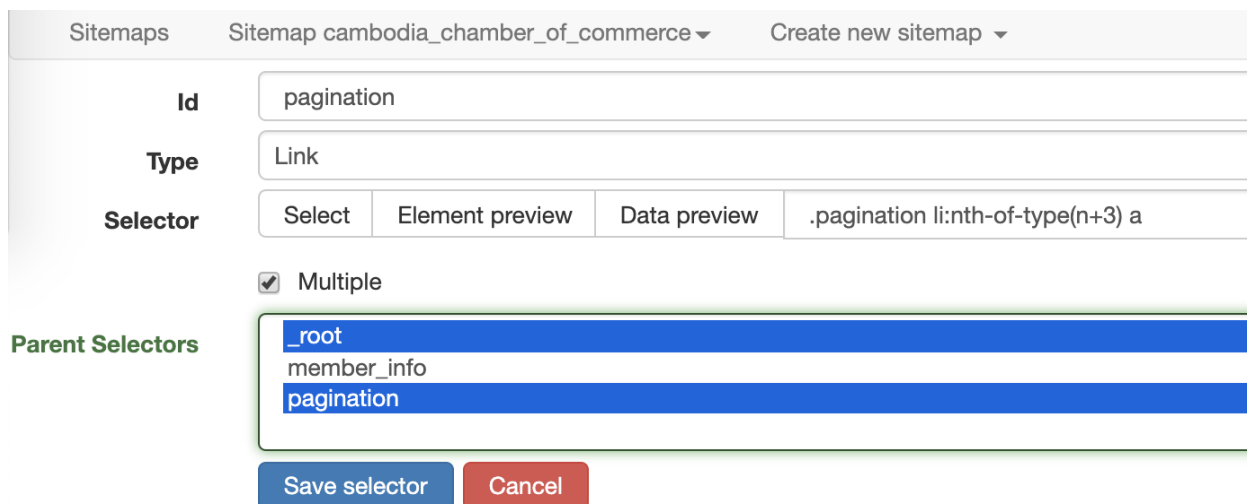 Sitemaps Sitemap cambodia_chamber_of_commerce Create new sitemap
Id pagination
Type Link
Selector Select Element preview Data preview .pagination li:nth-of-type(n+3) a
Multiple
Parent Selectors _root
member_info
pagination
Save selector Cancel